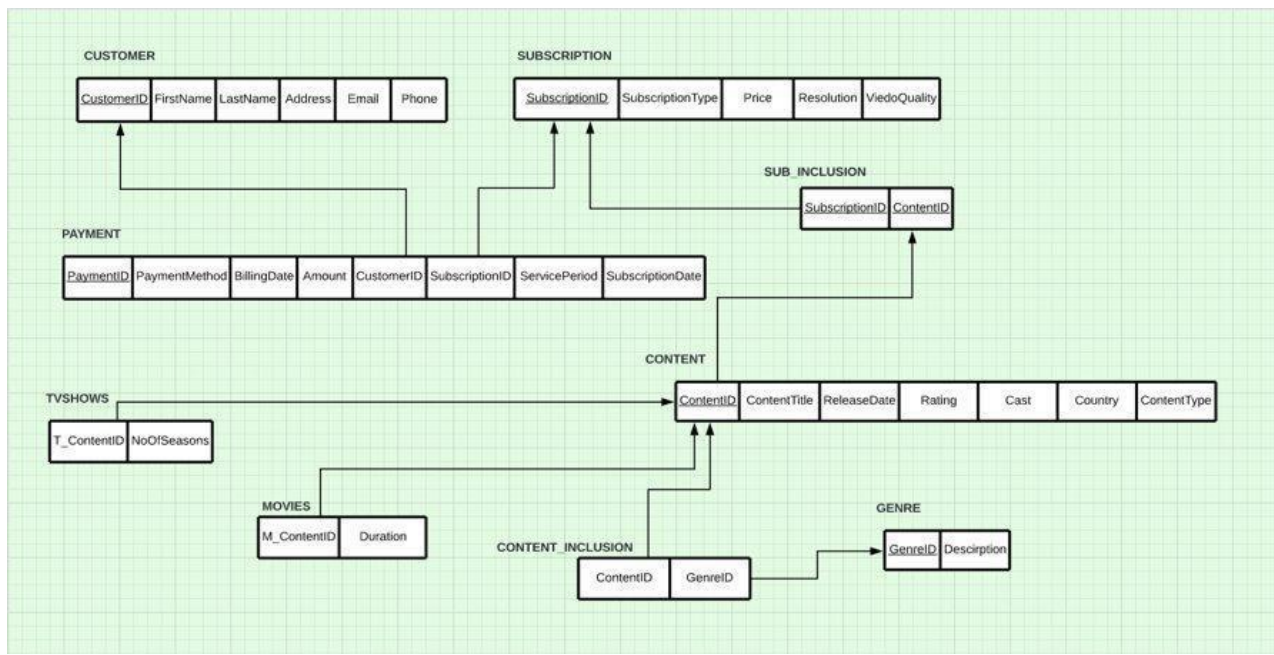 CUSTOMER
CustomerID FirstName LastName Address Email Phone
SUBSCRIPTION
SubscriptionID SubscriptionType Price Resolution ViedoQuality
SUB_INCLUSION
SubscriptionID ContentID
PAYMENT
PaymentID PaymentMethod BillingDate Amount CustomerID SubscriptionID ServicePeriod SubscriptionDate
CONTENT
ContentID ContentTitle ReleaseDate Rating Cast Country ContentType
TVSHOWS
T_ContentID NoOfSeasons
MOVIES
M_ContentID Duration
CONTENT_INCLUSION
ContentID GenreID
GENRE
GenreID Descirption